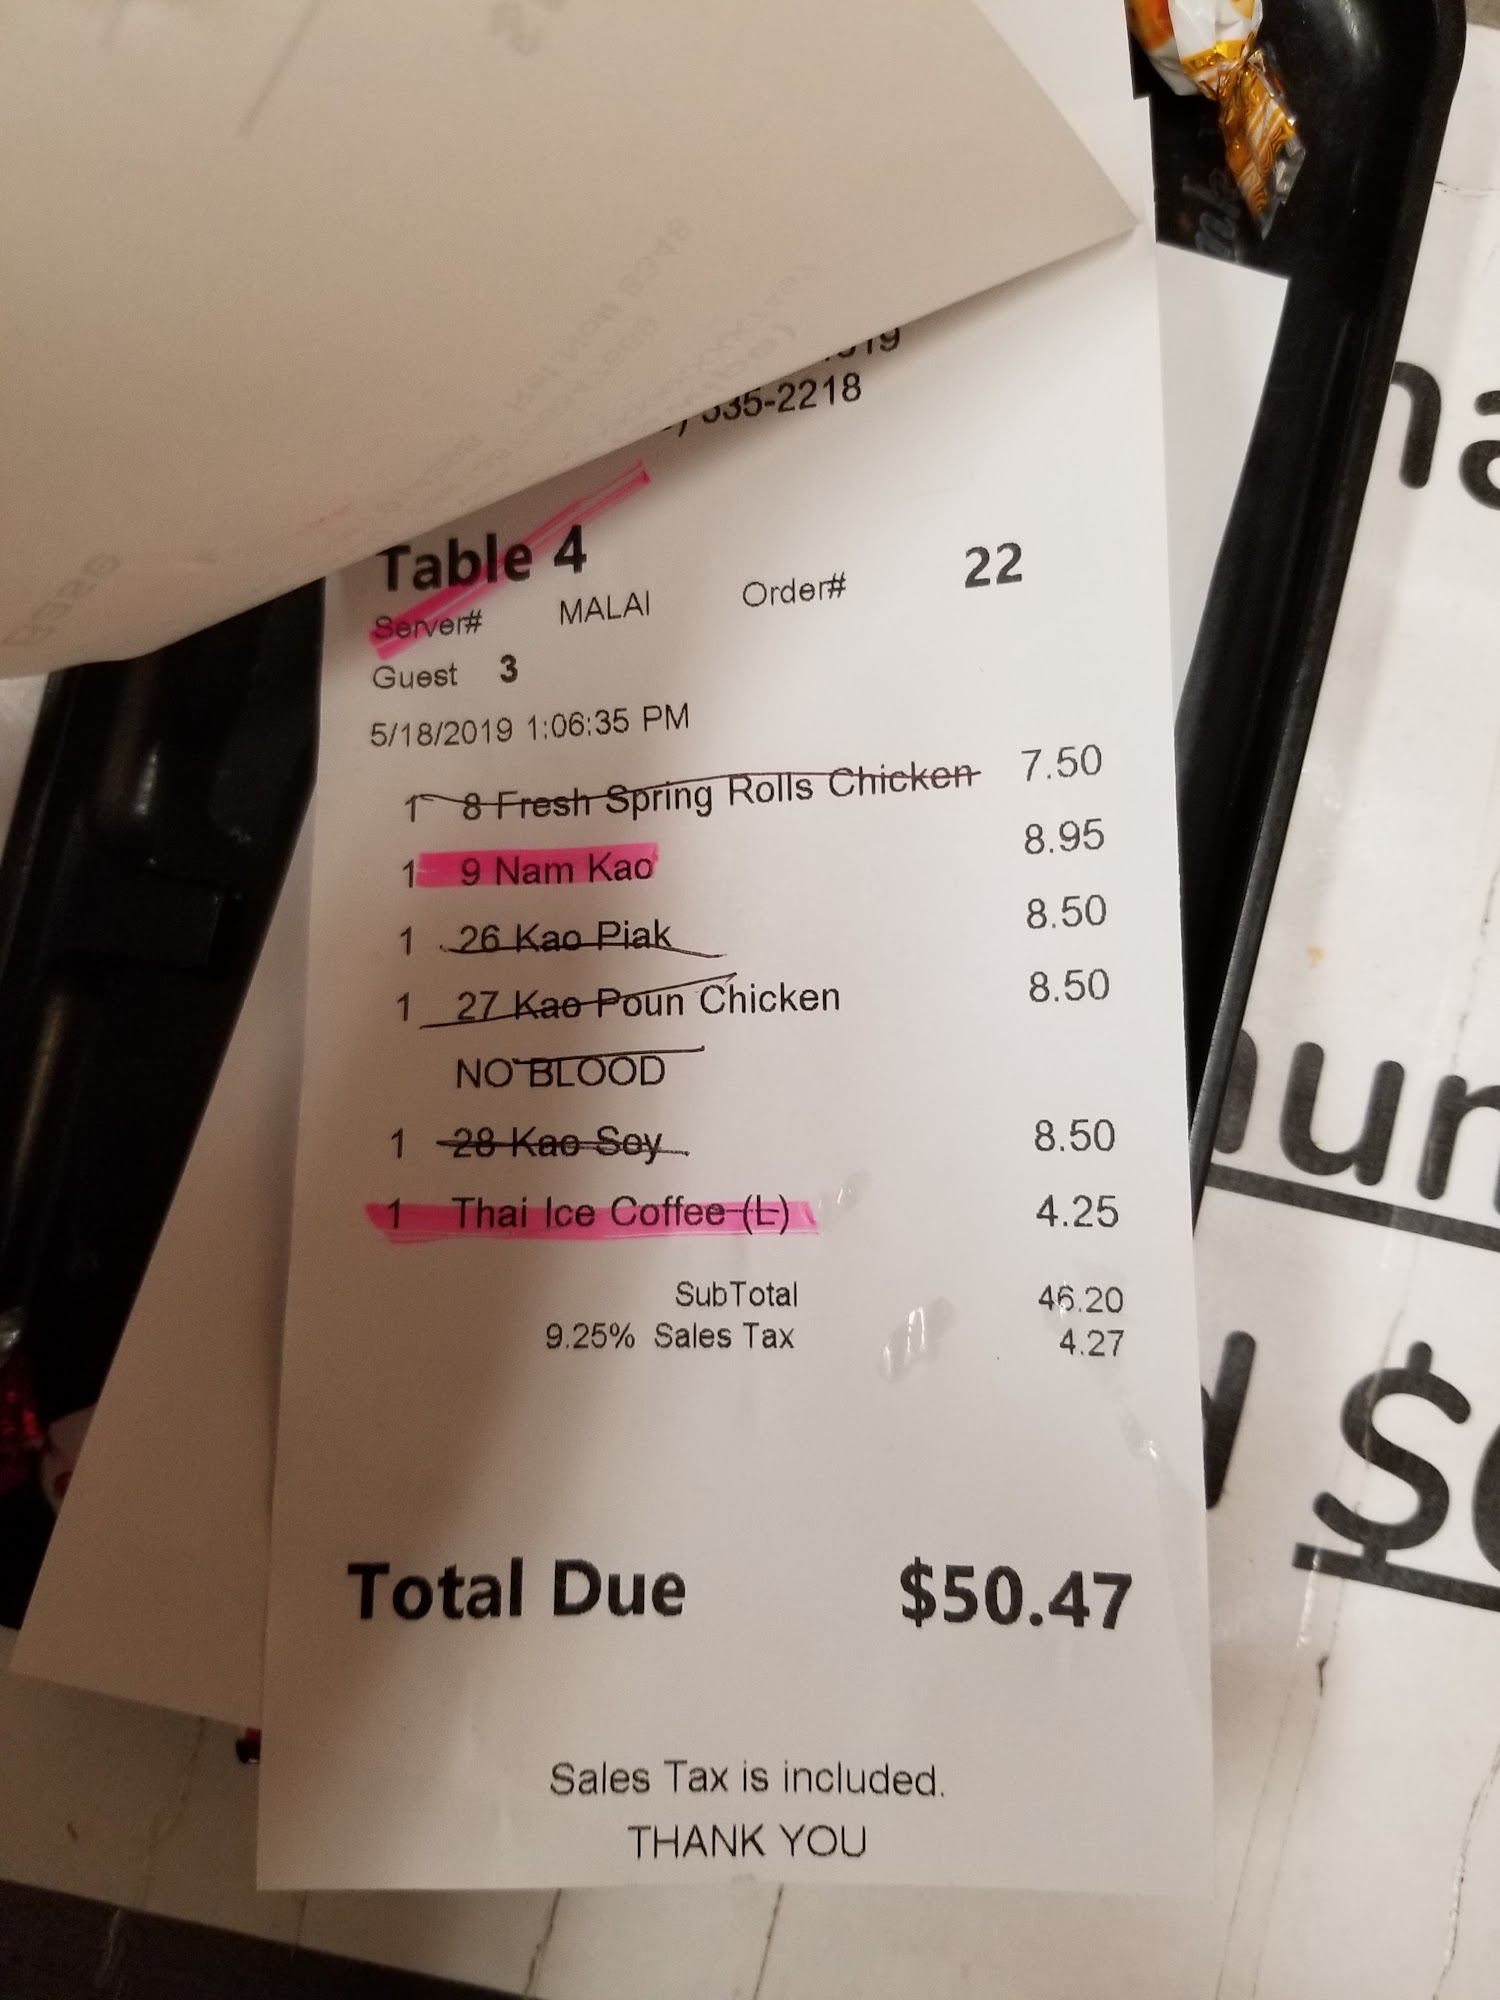 535-2218
Table 4
Server# MALAI Order# 22
Guest 3
5/18/2019 1:06:35 PM
1 8 Fresh Spring Rolls Chicken 7.50
1 9 Nam Kao 8.95
1 26 Kao Piak 8.50
1 27 Kao Poun Chicken 8.50
NO BLOOD
1 28 Kao Soy 8.50
1 Thai Ice Coffee (L) 4.25
SubTotal 46.20
9.25% Sales Tax 4.27
Total Due $50.47
Sales Tax is included.
THANK YOU